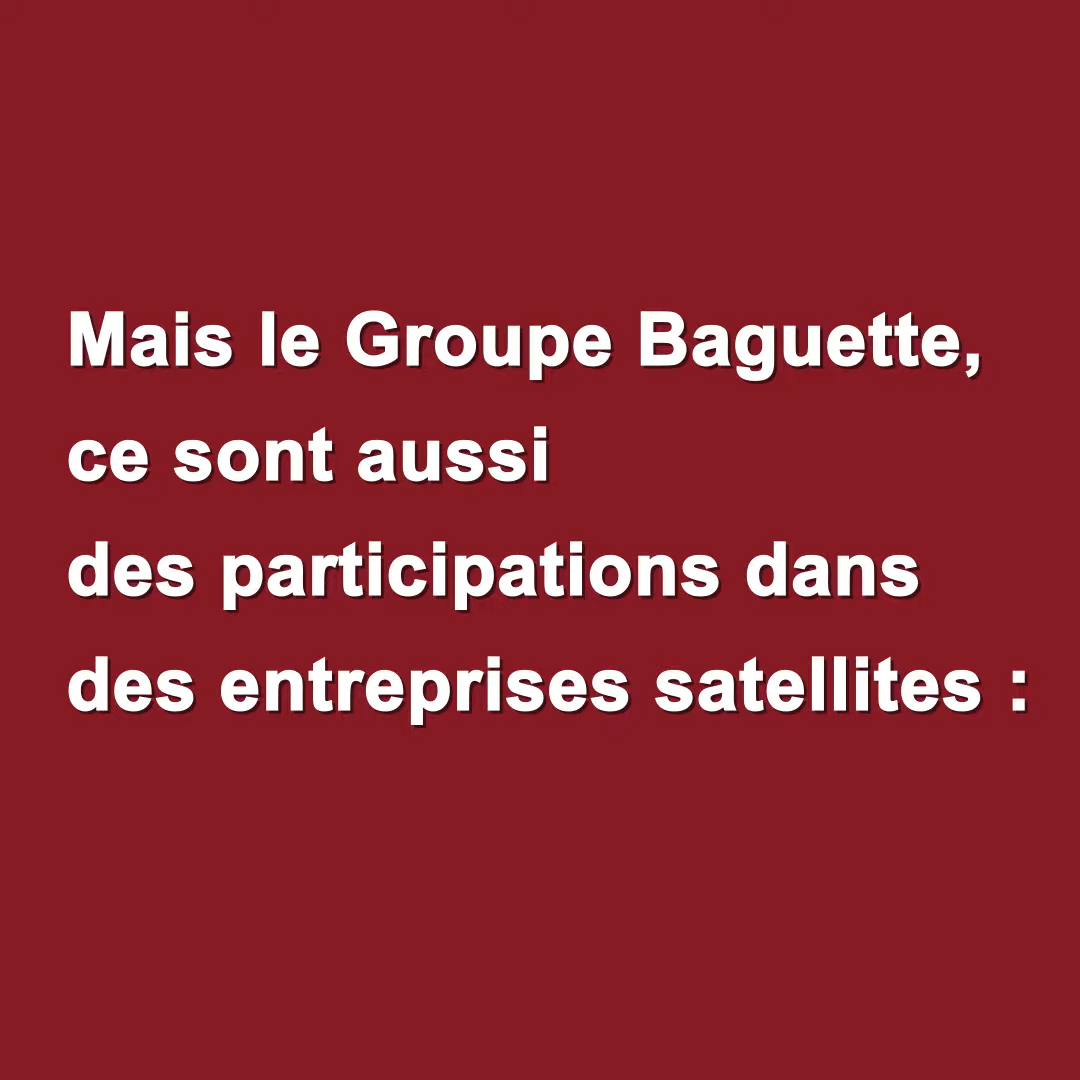 Mais le Groupe Baguette,
ce sont aussi
des participations dans
des entreprises satellites :